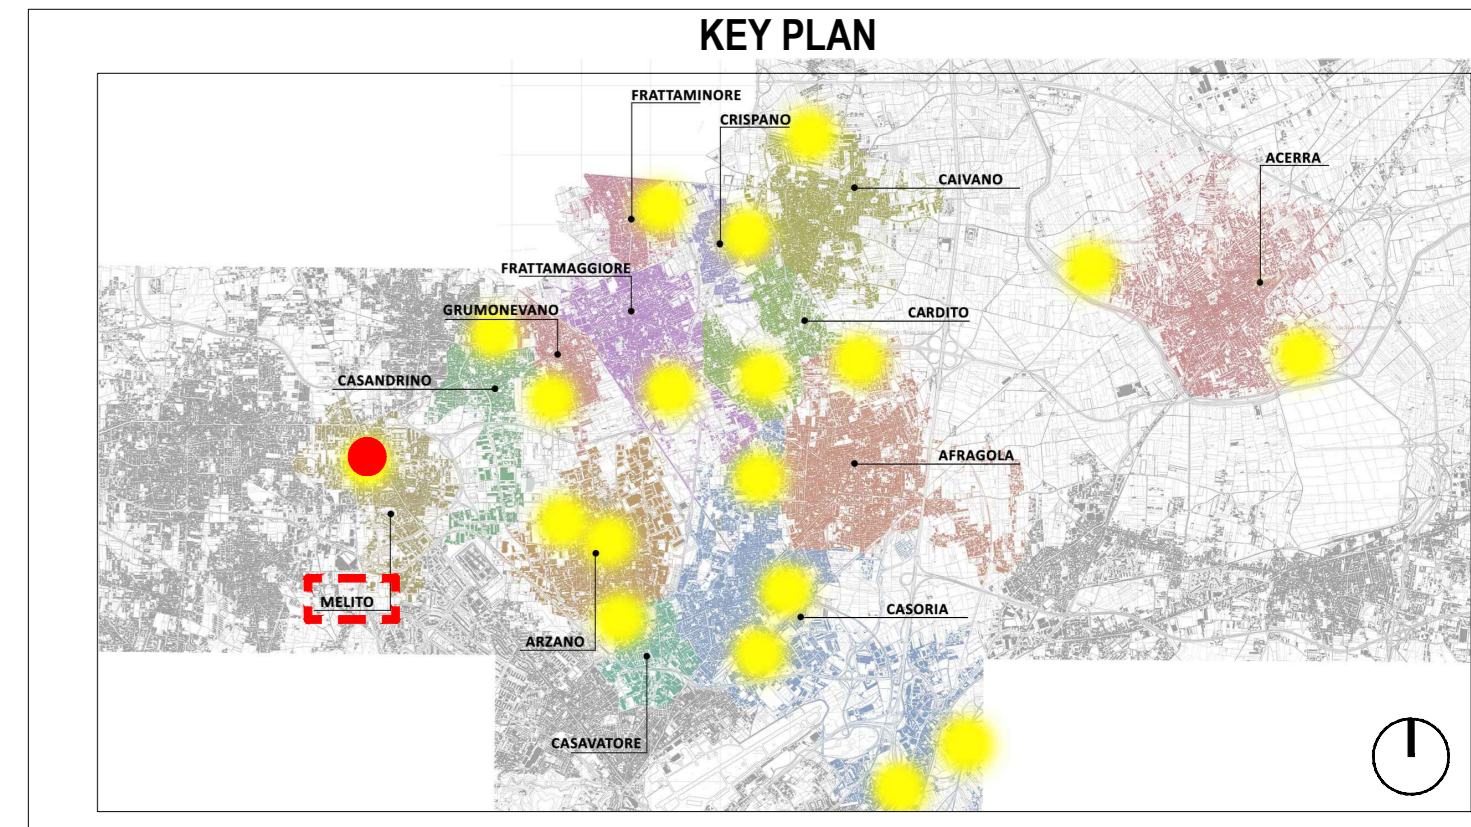 KEY PLAN
FRATTAMINORE
CRISPANO
ACERRA
CAIVANO
FRATTAMAGGIORE
GRUMONEVANO
CARDITO
CASANDRINO
AFRAGOLA
MELITO
CASORIA
ARZANO
CASAVATORE